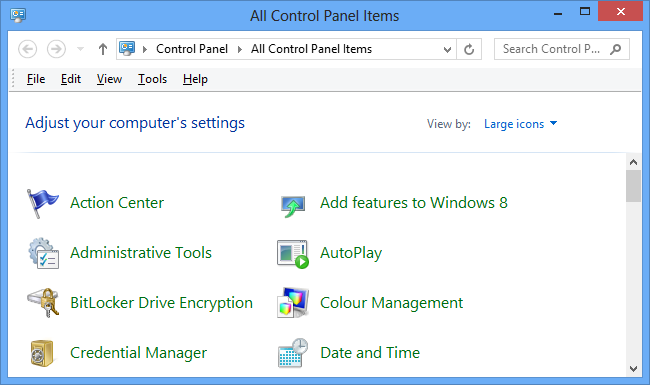 All Control Panel Items
Control Panel All Control Panel Items Search Control P...
File Edit View Tools Help
Adjust your computer's settings View by: Large icons
Action Center Add features to Windows 8
Administrative Tools AutoPlay
BitLocker Drive Encryption Colour Management
Credential Manager Date and Time